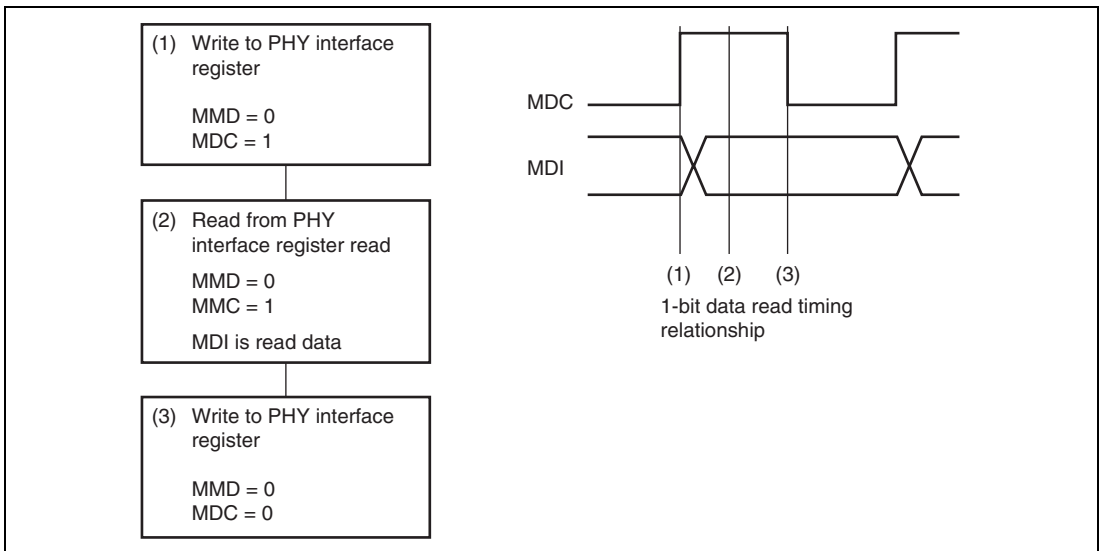 (1) Write to PHY interface
register
MMD = 0
MDC = 1
(2) Read from PHY
interface register read
MMD = 0
MMC = 1
MDI is read data
(3) Write to PHY interface
register
MMD = 0
MDC = 0
MDC
MDI
(1) (2) (3)
1-bit data read timing
relationship